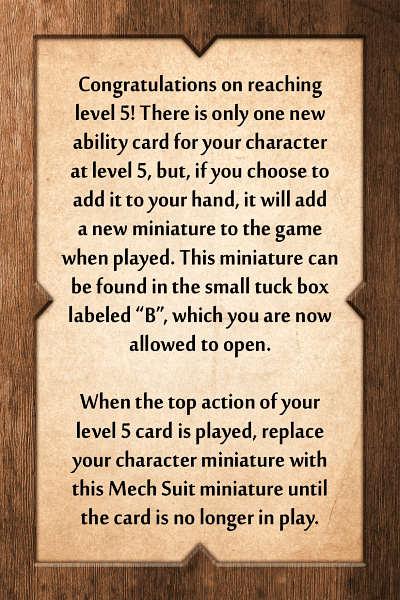 Congratulations on reaching
level 5! There is only one new
ability card for your character
at level 5, but, if you choose to
add it to your hand, it will add
a new miniature to the game
when played. This miniature can
be found in the small tuck box
labeled “B”, which you are now
allowed to open.
When the top action of your
level 5 card is played, replace
your character miniature with
this Mech Suit miniature until
the card is no longer in play.